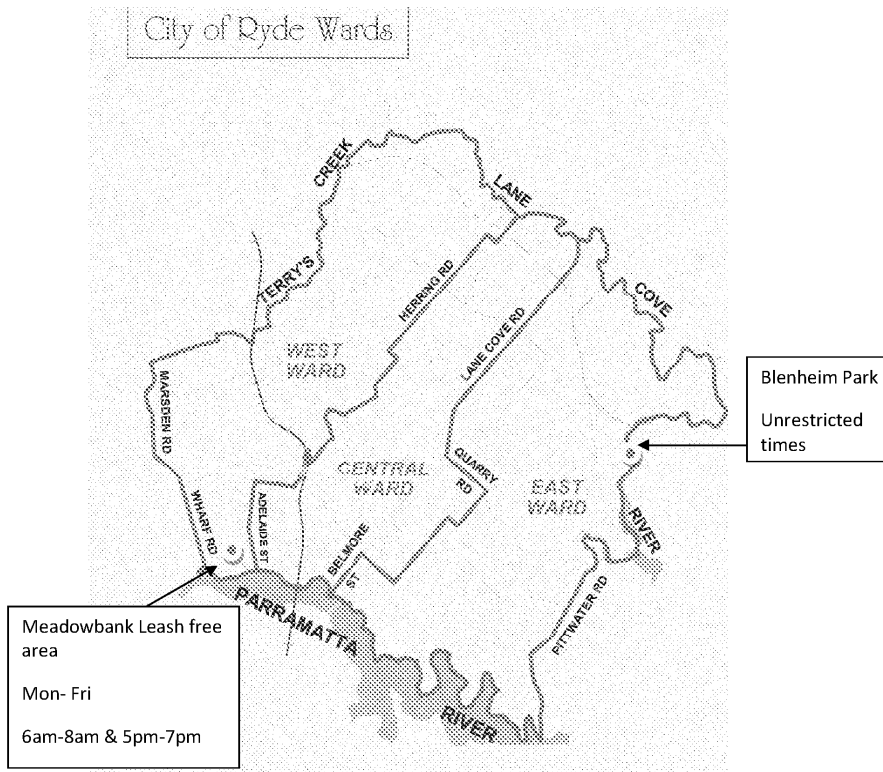 City of Ryde Wards
CREEK
LANE
TERRY'S
HERRING RD
COVE
LANE COVE RD
WEST
WARD
MARSDEN RD
Blenheim Park
Unrestricted
times
QUARRY
RD
CENTRAL
WARD
EAST
WARD
ADELAIDE ST
WHARF RD
BELMORE
ST
RIVER
PARRAMATTA
PITTWATER RD
RIVER
Meadowbank Leash free
area
Mon- Fri
6am-8am & 5pm-7pm